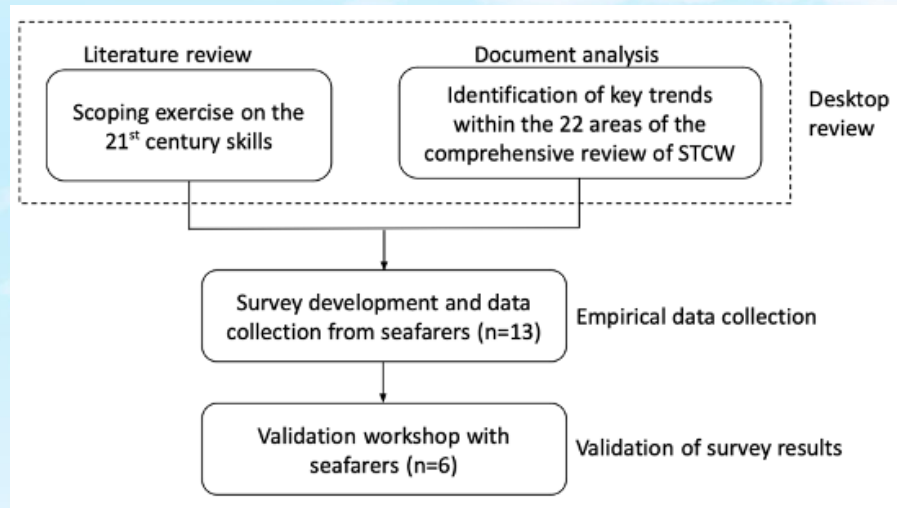 Literature review
Scoping exercise on the
21st century skills
Document analysis
Identification of key trends
within the 22 areas of the
comprehensive review of STCW
Desktop
review
Survey development and data
collection from seafarers (n=13)
Empirical data collection
Validation workshop with
seafarers (n=6)
Validation of survey results